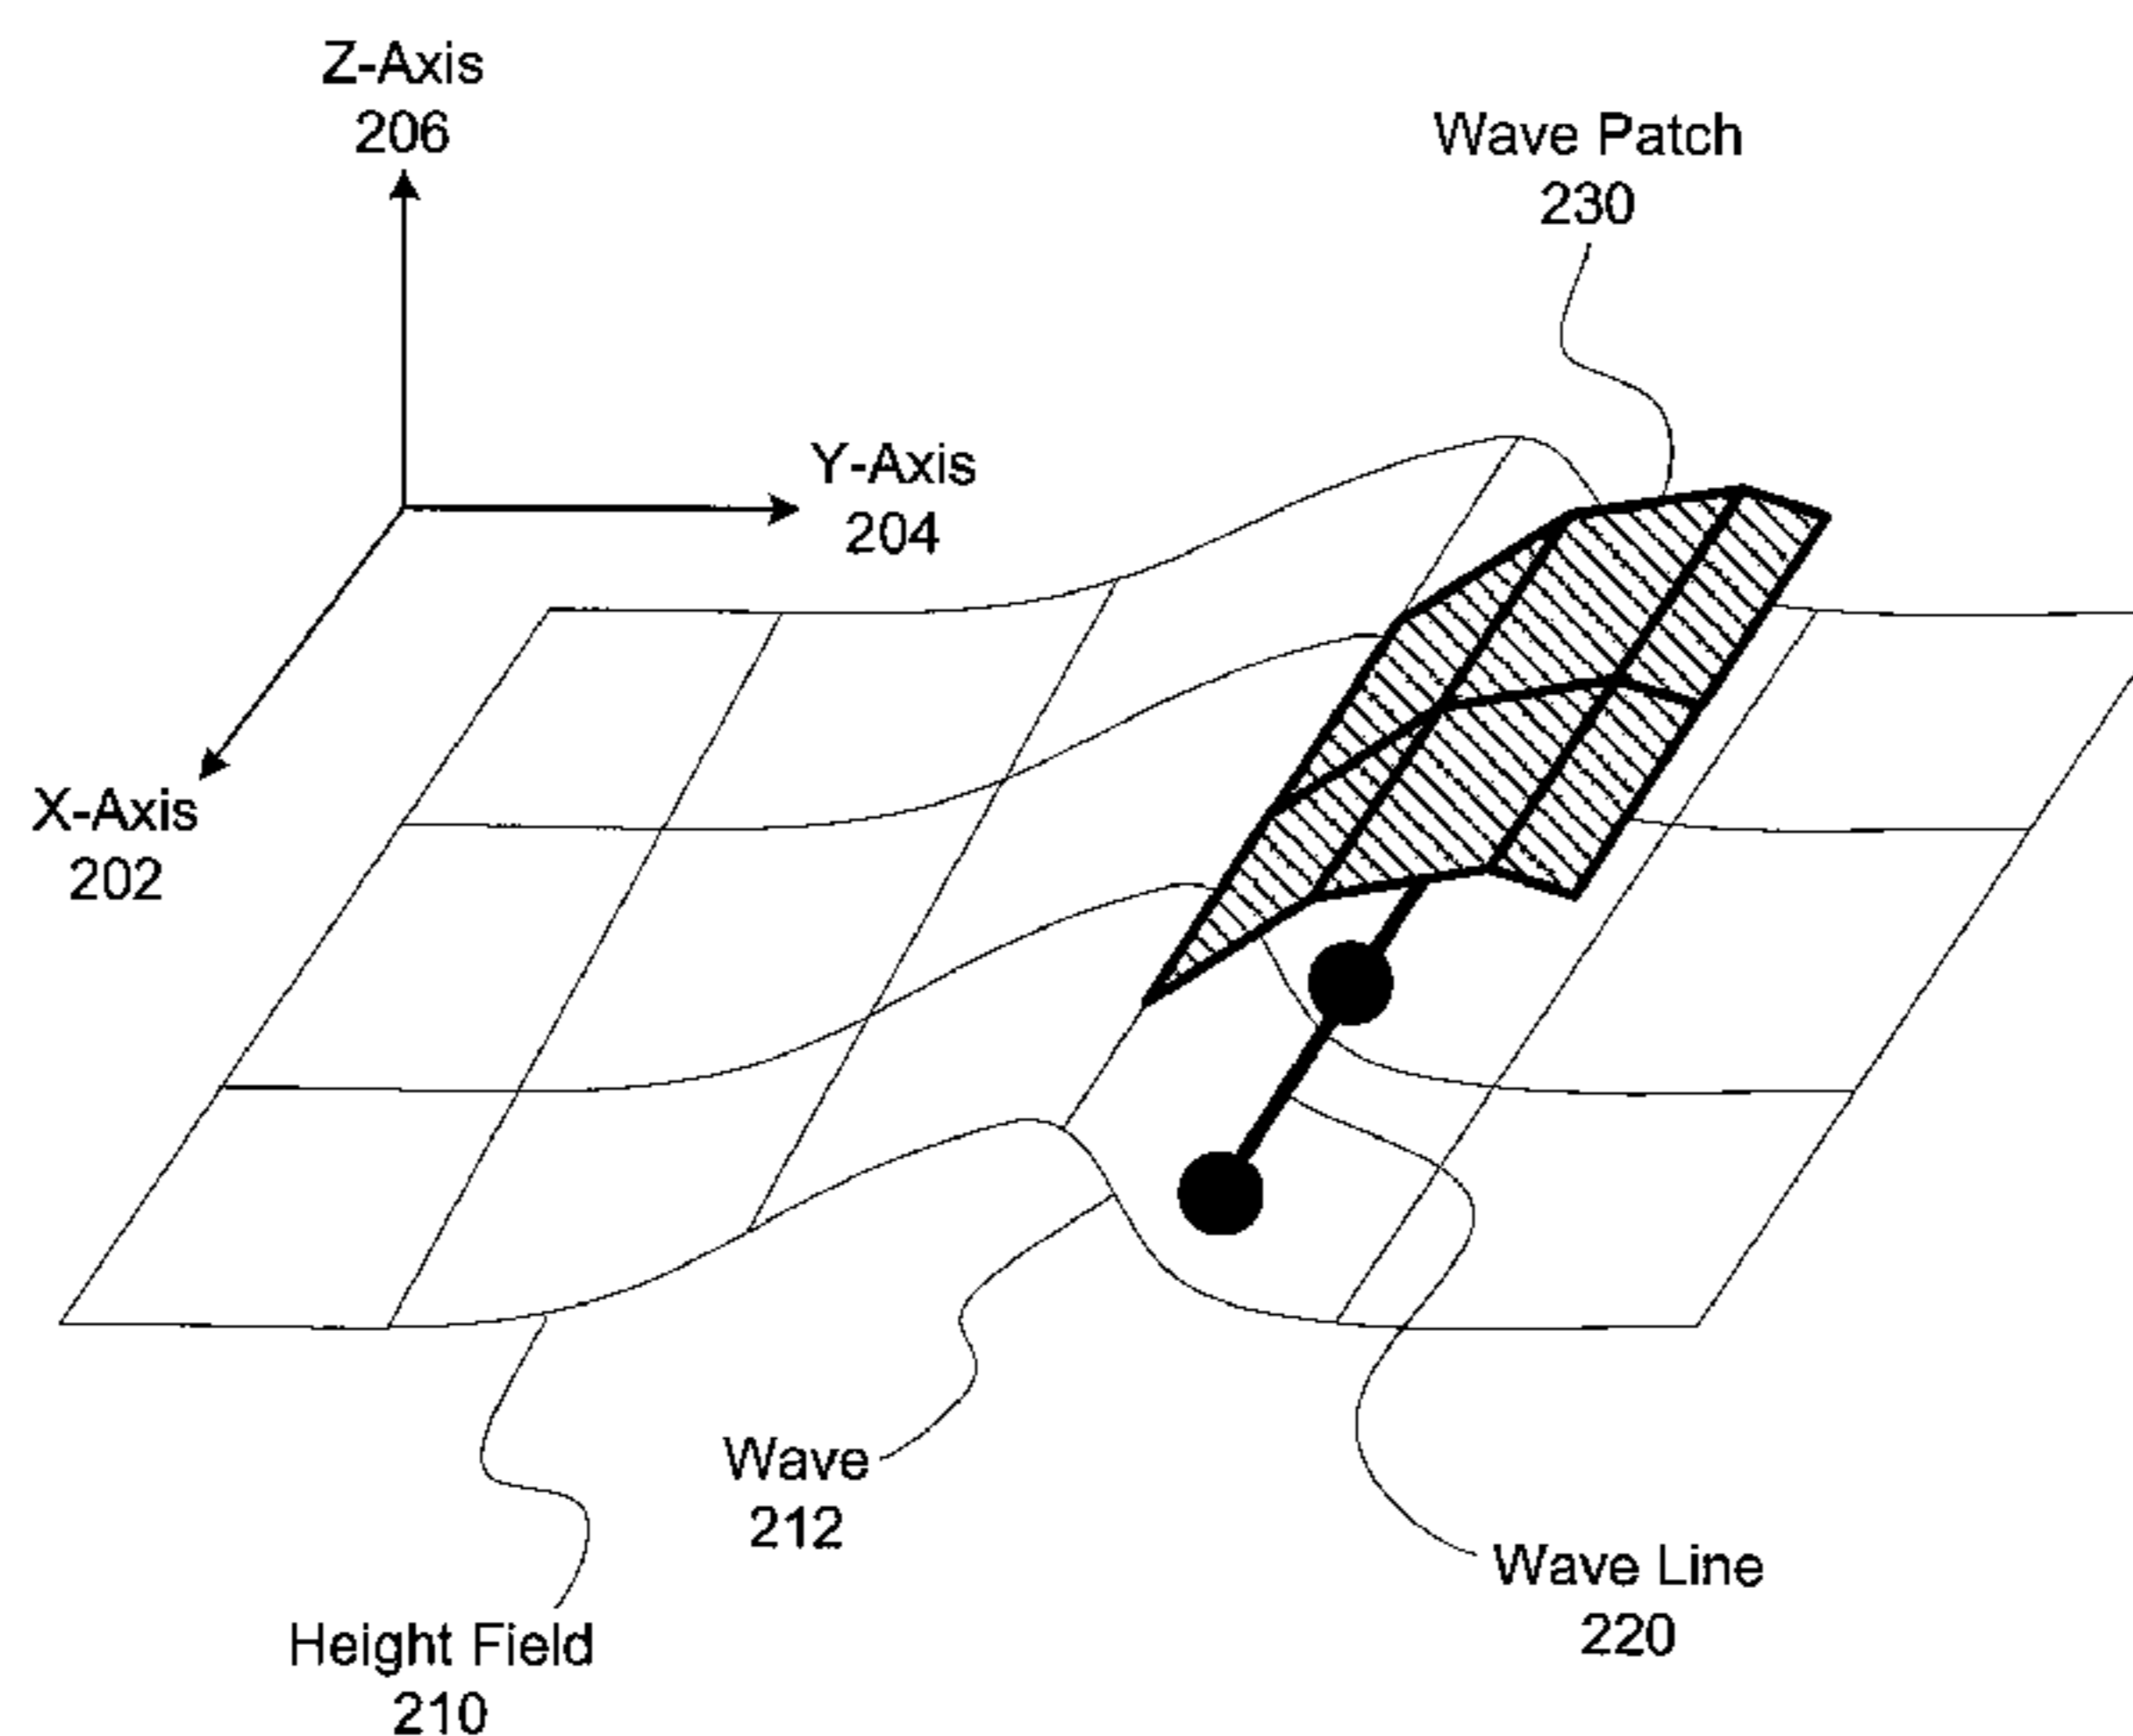 Z-Axis
206
Wave Patch
230
Y-Axis
204
X-Axis
202
Wave
212
Wave Line
220
Height Field
210